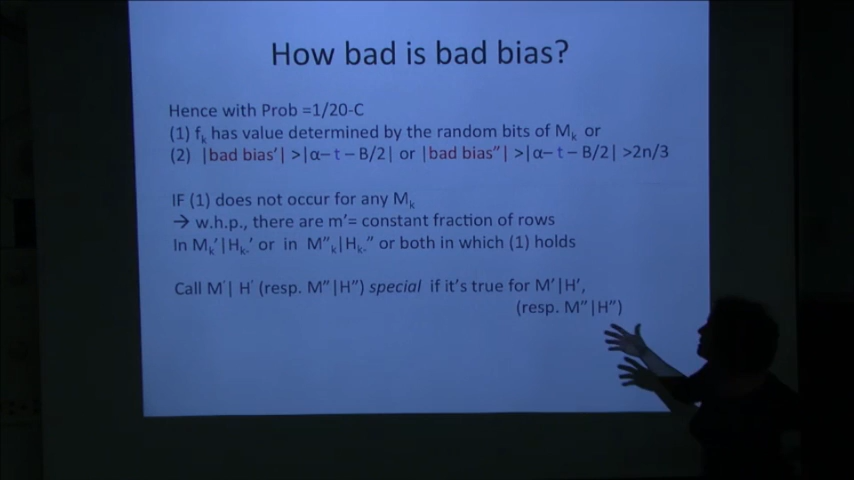 How bad is bad bias?
Hence with Prob =1/20-C
(1) fₖ has value determined by the random bits of Mₖ or
(2) |bad bias'| >|α– t – B/2| or |bad bias"| >|α– t – B/2| >2n/3
IF (1) does not occur for any Mₖ
→ w.h.p., there are m'= constant fraction of rows
In Mₖ'|Hₖ.' or in M"ₖ|Hₖ." or both in which (1) holds
Call M'| H' (resp. M"|H") special if it's true for M'|H',
(resp. M"|H")